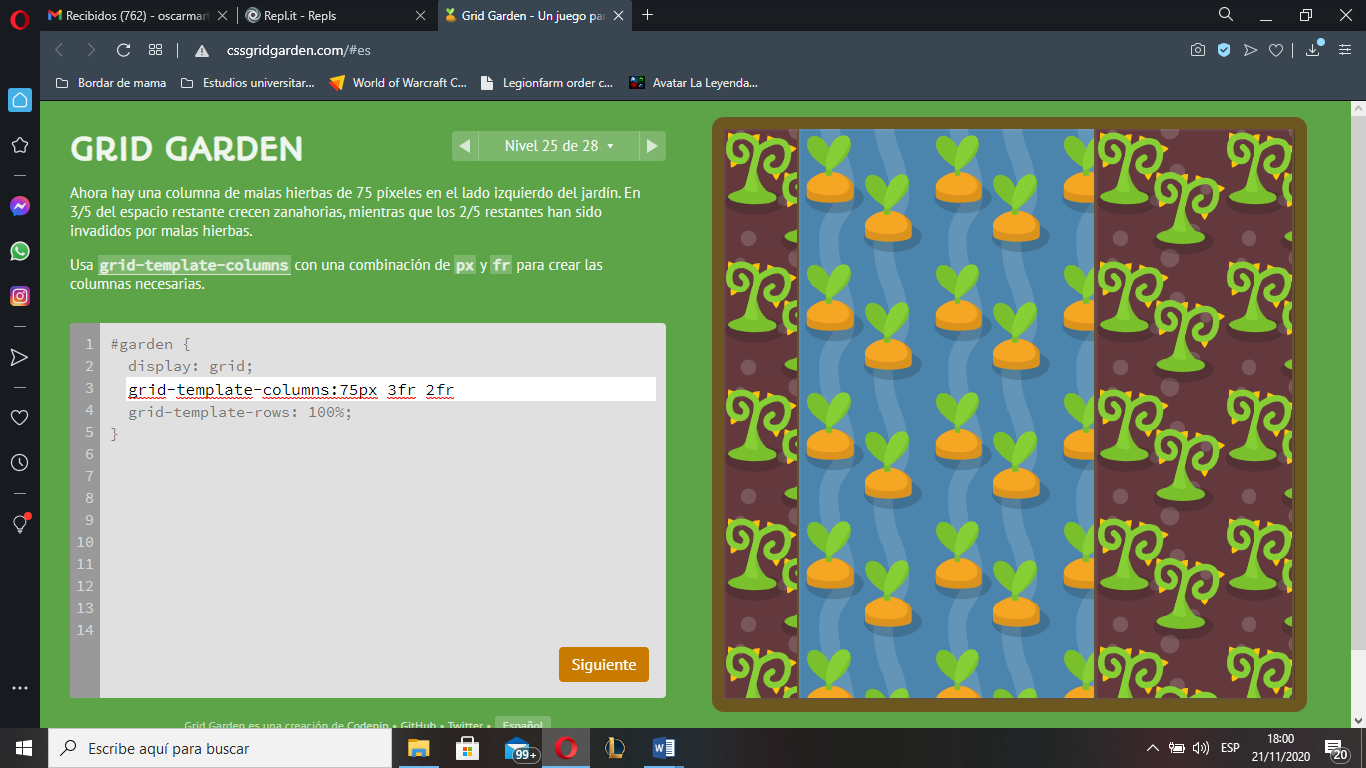 Recibidos (762) - oscarmar
Repl.it - Repls
Grid Garden - Un juego par
cssgridgarden.com/#es
Bordar de mama
Estudios universitar...
World of Warcraft C...
Legionfarm order c...
Avatar La Leyenda...
GRID GARDEN
Nivel 25 de 28
Ahora hay una columna de malas hierbas de 75 píxeles en el lado izquierdo del jardín. En
3/5 del espacio restante crecen zanahorias, mientras que los 2/5 restantes han sido
invadidos por malas hierbas.
Usa grid-template-columns con una combinación de px y fr para crear las
columnas necesarias.
1 #garden {
2 display: grid;
3 grid-template-columns:75px 3fr 2fr
4 grid-template-rows: 100%;
5 }
6
7
8
9
10
11
12
13
14
Siguiente
Grid Garden es una creación de Codepip • GitHub • Twitter • Español
Escribe aquí para buscar
99+
ESP
18:00
21/11/2020
20